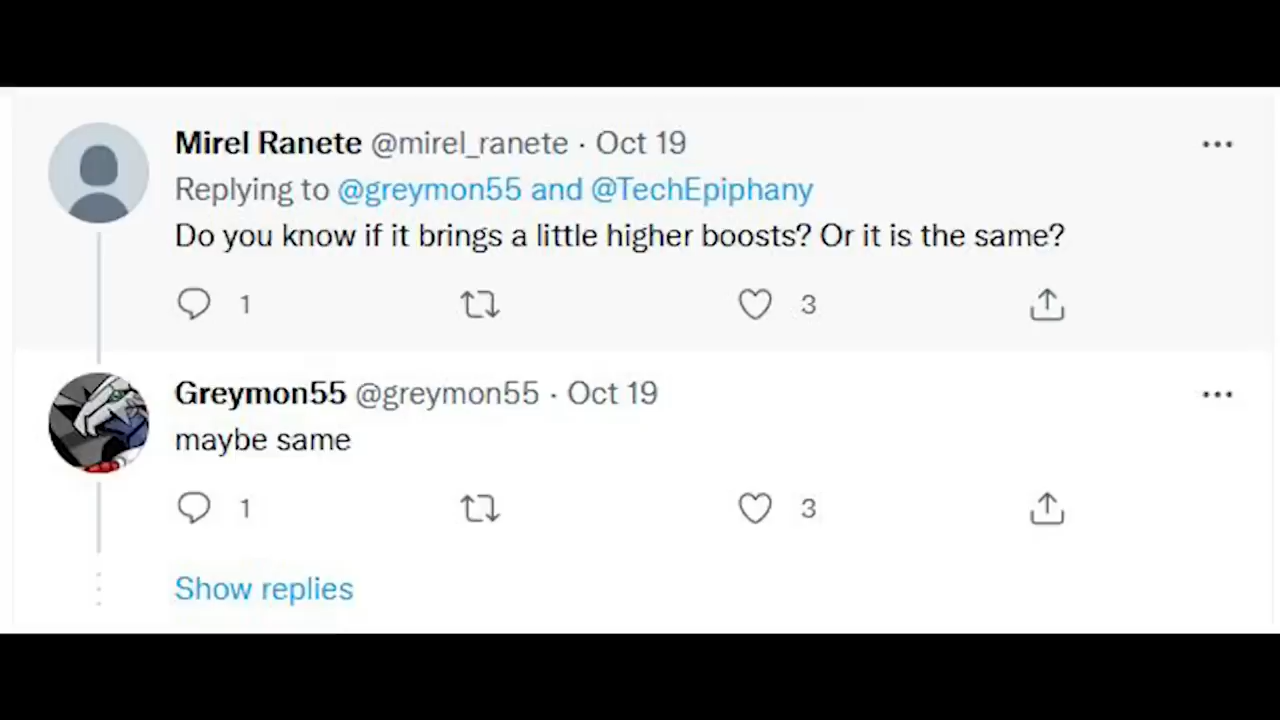 Mirel Ranete @mirel_ranete · Oct 19
Replying to @greymon55 and @TechEpiphany
Do you know if it brings a little higher boosts? Or it is the same?
1 3
Greymon55 @greymon55 · Oct 19
maybe same
1 3
Show replies